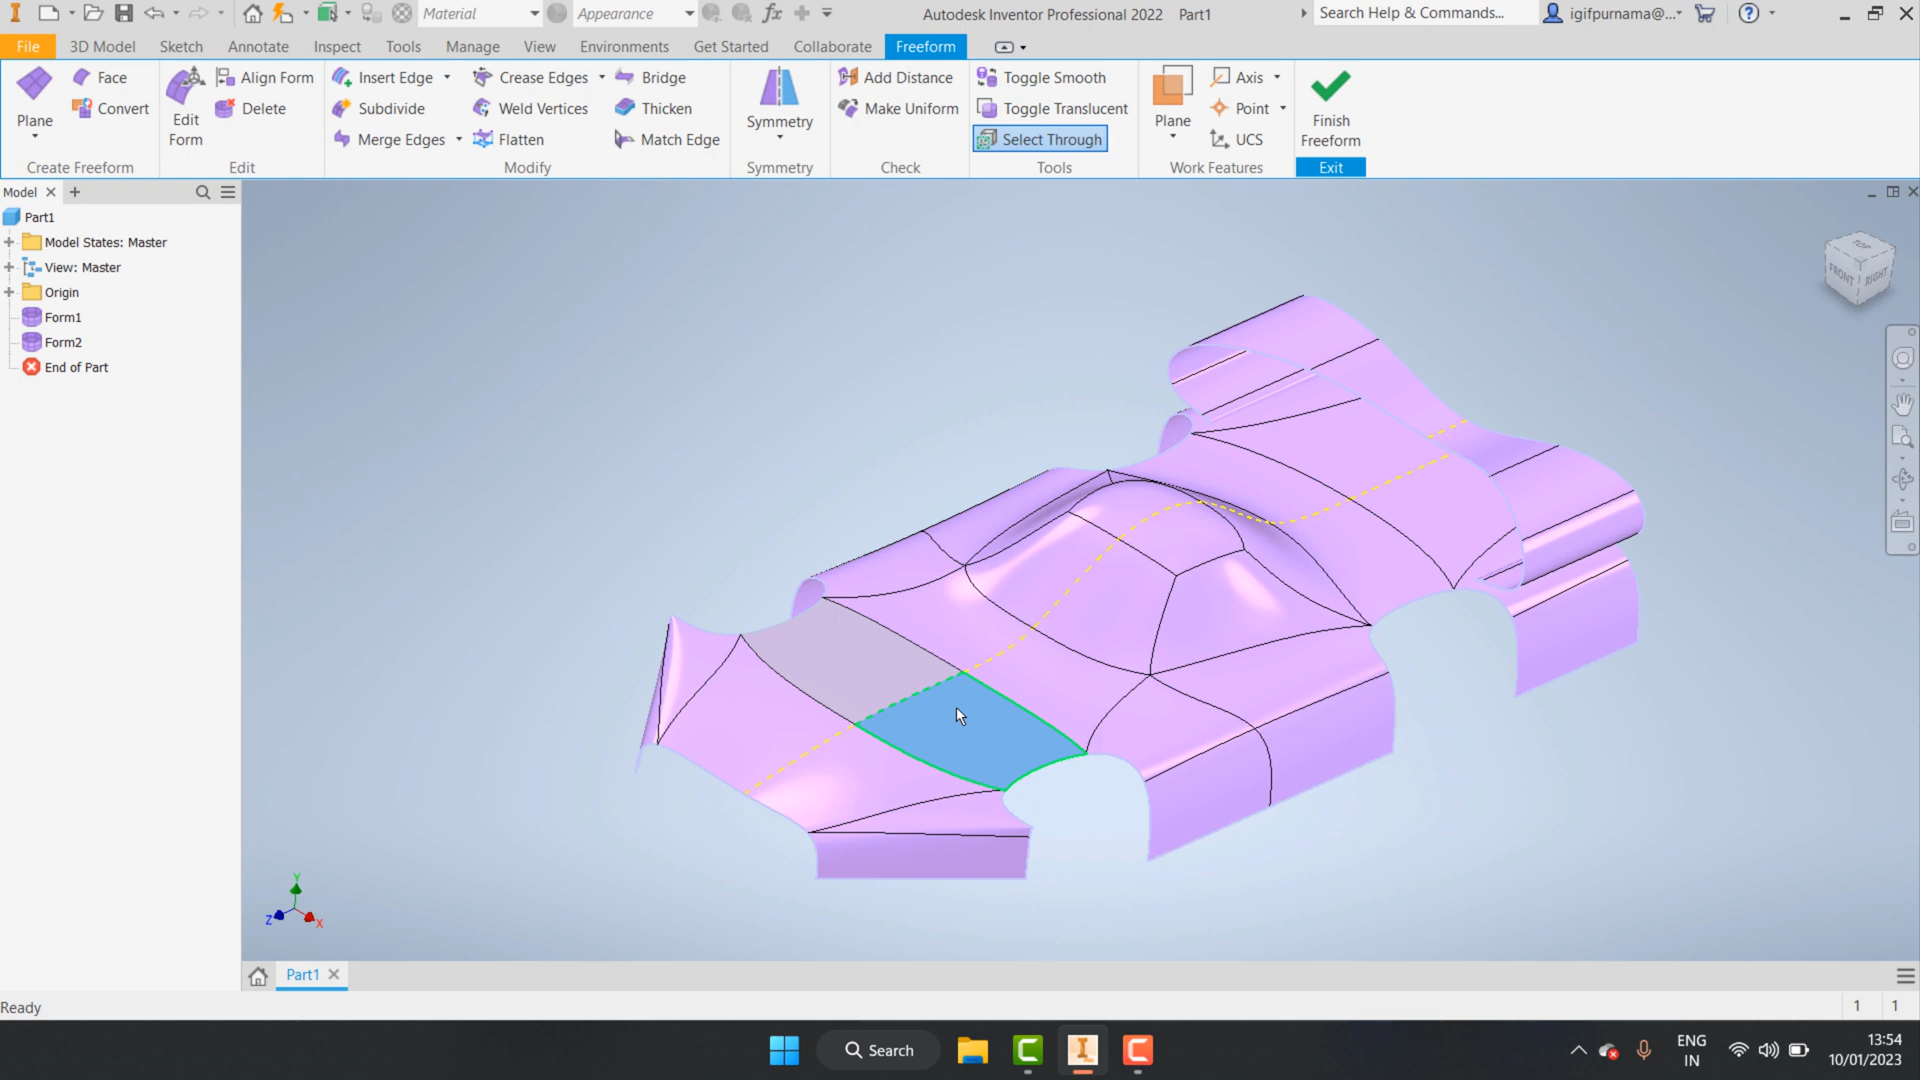 Material
Appearance
fx
Autodesk Inventor Professional 2022 Part1
Search Help & Commands...
igifpurnama@...
File
3D Model
Sketch
Annotate
Inspect
Tools
Manage
View
Environments
Get Started
Collaborate
Freeform
Plane
Face
Convert
Create Freeform
Edit Form
Align Form
Delete
Edit
Insert Edge
Subdivide
Merge Edges
Crease Edges
Weld Vertices
Flatten
Bridge
Thicken
Match Edge
Modify
Symmetry
Symmetry
Add Distance
Make Uniform
Check
Toggle Smooth
Toggle Translucent
Select Through
Tools
Plane
Axis
Point
UCS
Work Features
Finish Freeform
Exit
Model
Part1
Model States: Master
View: Master
Origin
Form1
Form2
End of Part
TOP
FRONT
RIGHT
Y
Z
X
Part1
Ready
1 1
Search
ENG
IN
13:54
10/01/2023